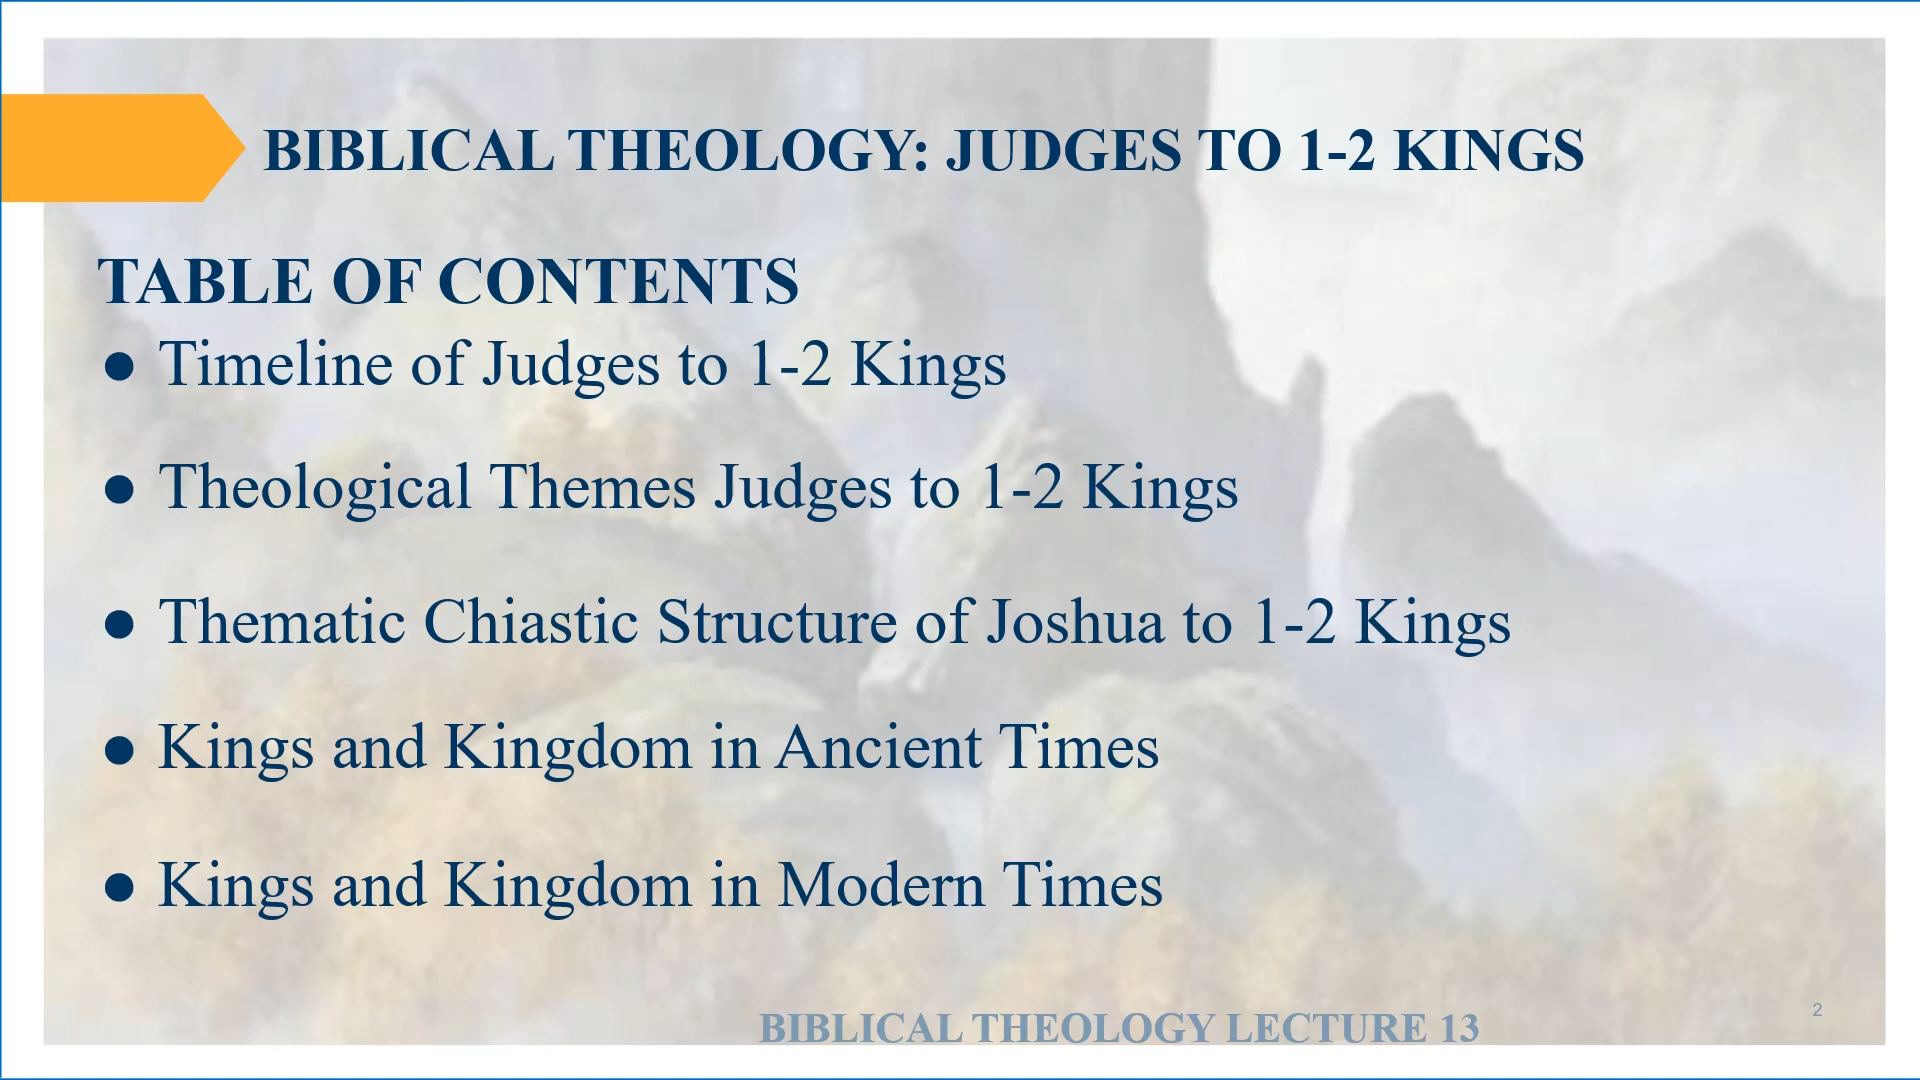 BIBLICAL THEOLOGY: JUDGES TO 1-2 KINGS
TABLE OF CONTENTS
● Timeline of Judges to 1-2 Kings
● Theological Themes Judges to 1-2 Kings
● Thematic Chiastic Structure of Joshua to 1-2 Kings
● Kings and Kingdom in Ancient Times
● Kings and Kingdom in Modern Times
2
BIBLICAL THEOLOGY LECTURE 13